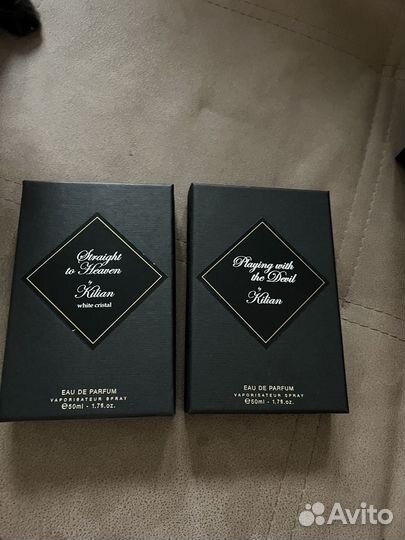 Straight
to Heaven
by
Kilian
white cristal
EAU DE PARFUM
VAPORISATEUR SPRAY
℮50ml - 1.7fl.oz.
Playing with
the Devil
by
Kilian
EAU DE PARFUM
VAPORISATEUR SPRAY
℮50ml - 1.7fl.oz.
Avito